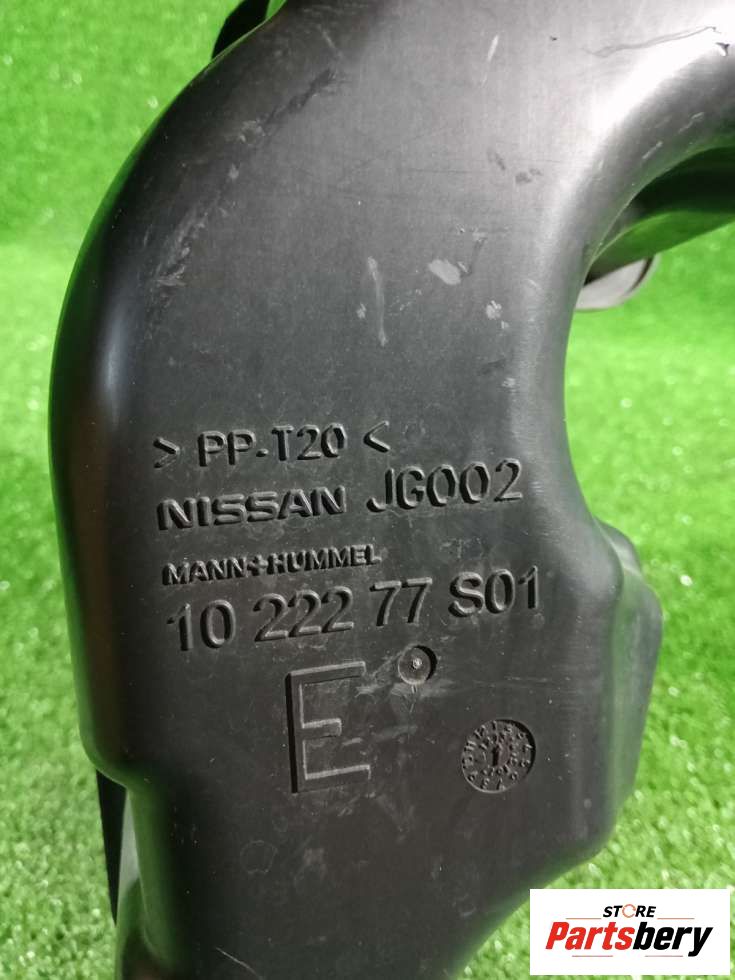 > PP-T20 <
NISSAN JG002
MANN+HUMMEL
10 222 77 S01
E
STORE
Partsbery